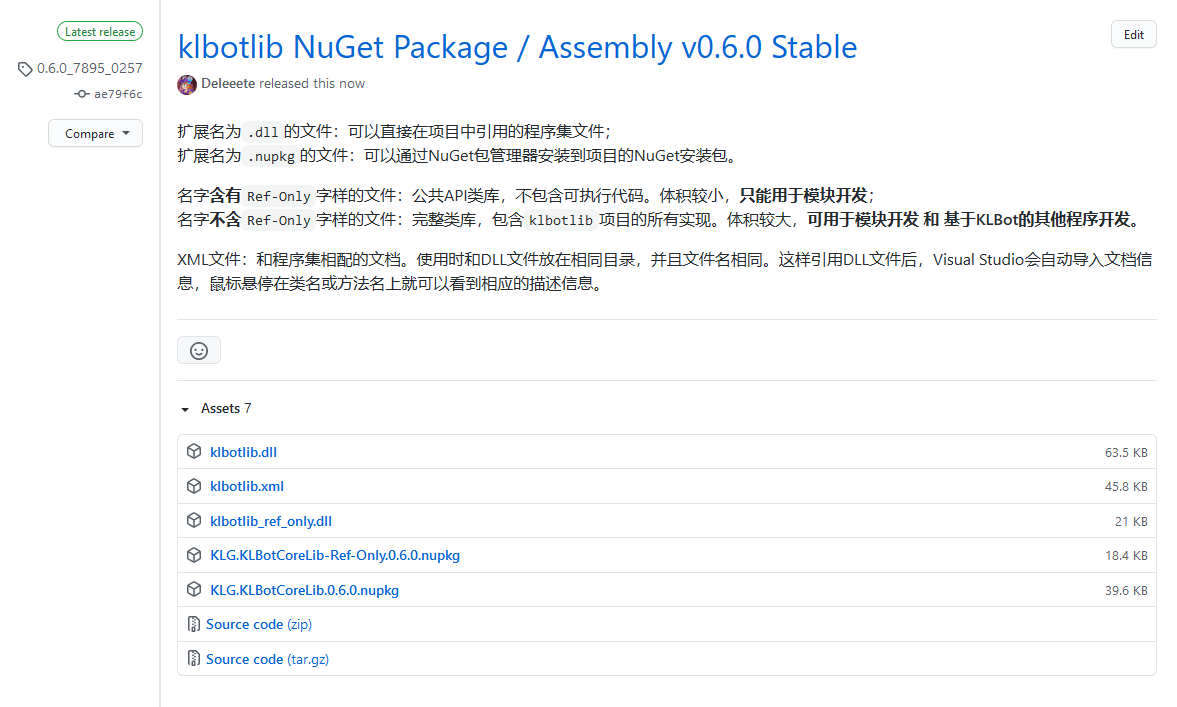 Latest release
0.6.0_7895_0257
ae79f6c
Compare
klbotlib NuGet Package / Assembly v0.6.0 Stable
Edit
Deleeete released this now
扩展名为 .dll 的文件：可以直接在项目中引用的程序集文件；
扩展名为 .nupkg 的文件：可以通过NuGet包管理器安装到项目的NuGet安装包。
名字含有 Ref-Only 字样的文件：公共API类库，不包含可执行代码。体积较小，只能用于模块开发；
名字不含 Ref-Only 字样的文件：完整类库，包含 klbotlib 项目的所有实现。体积较大，可用于模块开发 和 基于KLBot的其他程序开发。
XML文件：和程序集相配的文档。使用时和DLL文件放在相同目录，并且文件名相同。这样引用DLL文件后，Visual Studio会自动导入文档信
息，鼠标悬停在类名或方法名上就可以看到相应的描述信息。
Assets 7
klbotlib.dll 63.5 KB
klbotlib.xml 45.8 KB
klbotlib_ref_only.dll 21 KB
KLG.KLBotCoreLib-Ref-Only.0.6.0.nupkg 18.4 KB
KLG.KLBotCoreLib.0.6.0.nupkg 39.6 KB
Source code (zip)
Source code (tar.gz)